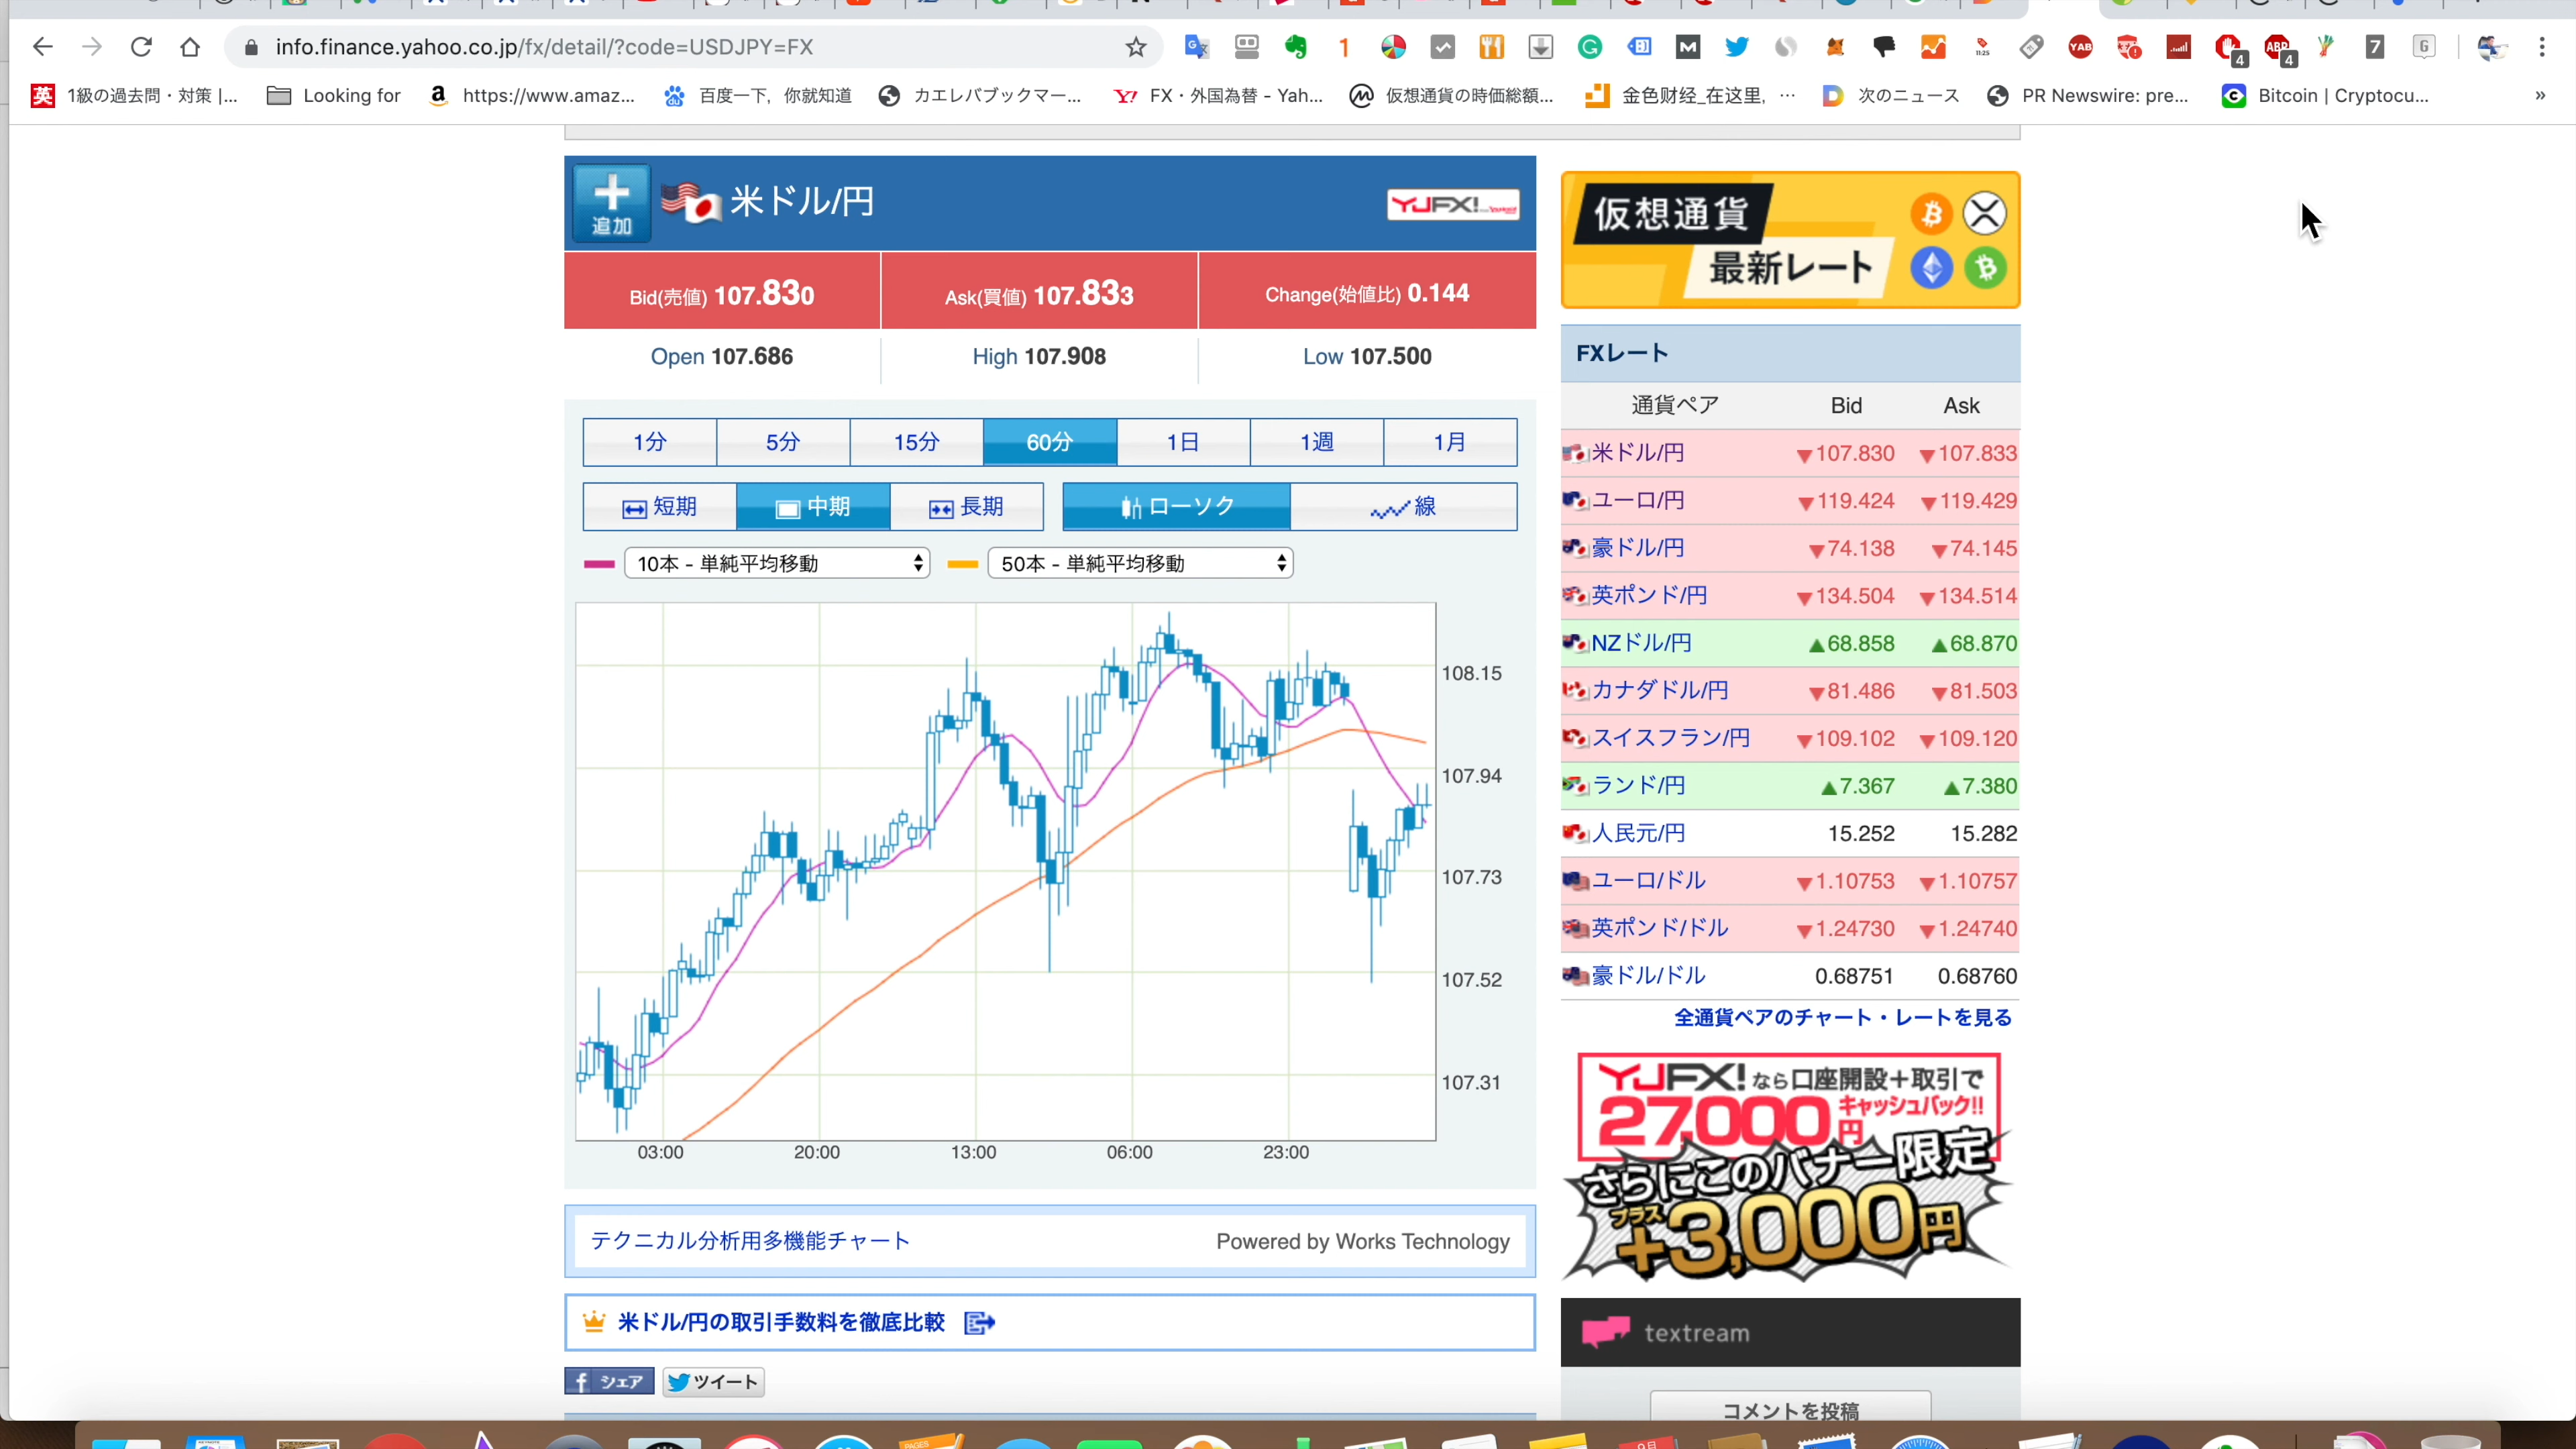 info.finance.yahoo.co.jp/fx/detail/?code=USDJPY=FX
英 1級の過去問・対策 |... Looking for https://www.amaz... 百度一下，你就知道 カエレバブックマー... FX・外国為替 - Yah... 仮想通貨の時価総額... 金色财经_在这里, … 次のニュース PR Newswire: pre... Bitcoin | Cryptocu... »
追加 米ドル/円 YJFX!
Bid(売値) 107.830 Ask(買値) 107.833 Change(始値比) 0.144
Open 107.686 High 107.908 Low 107.500
1分 5分 15分 60分 1日 1週 1月
短期 中期 長期 ローソク 線
10本 - 単純平均移動 50本 - 単純平均移動
108.15
107.94
107.73
107.52
107.31
03:00 20:00 13:00 06:00 23:00
テクニカル分析用多機能チャート Powered by Works Technology
米ドル/円の取引手数料を徹底比較
シェア ツイート
仮想通貨
最新レート
FXレート
通貨ペア Bid Ask
米ドル/円 ▼107.830 ▼107.833
ユーロ/円 ▼119.424 ▼119.429
豪ドル/円 ▼74.138 ▼74.145
英ポンド/円 ▼134.504 ▼134.514
NZドル/円 ▲68.858 ▲68.870
カナダドル/円 ▼81.486 ▼81.503
スイスフラン/円 ▼109.102 ▼109.120
ランド/円 ▲7.367 ▲7.380
人民元/円 15.252 15.282
ユーロ/ドル ▼1.10753 ▼1.10757
英ポンド/ドル ▼1.24730 ▼1.24740
豪ドル/ドル 0.68751 0.68760
全通貨ペアのチャート・レートを見る
YJFX!なら口座開設＋取引で
27,000円キャッシュバック!!
さらにこのバナー限定
プラス
+3,000円
textream
コメントを投稿